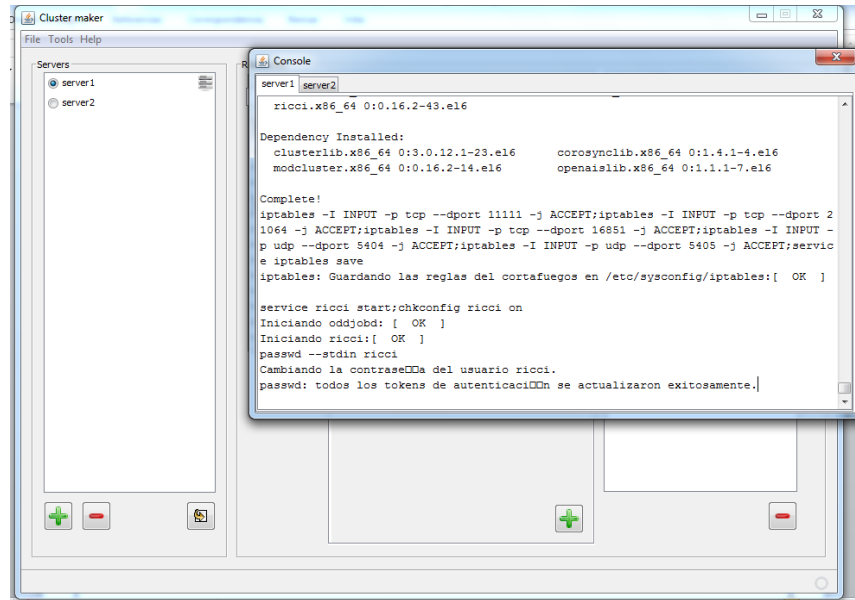 Cluster maker
File Tools Help
Servers
server1
server2
R
Console
server1 server2
ricci.x86_64 0:0.16.2-43.el6
Dependency Installed:
clusterlib.x86_64 0:3.0.12.1-23.el6 corosynclib.x86_64 0:1.4.1-4.el6
modcluster.x86_64 0:0.16.2-14.el6 openaislib.x86_64 0:1.1.1-7.el6
Complete!
iptables -I INPUT -p tcp --dport 11111 -j ACCEPT;iptables -I INPUT -p tcp --dport 2
1064 -j ACCEPT;iptables -I INPUT -p tcp --dport 16851 -j ACCEPT;iptables -I INPUT -
p udp --dport 5404 -j ACCEPT;iptables -I INPUT -p udp --dport 5405 -j ACCEPT;servic
e iptables save
iptables: Guardando las reglas del cortafuegos en /etc/sysconfig/iptables:[ OK ]
service ricci start;chkconfig ricci on
Iniciando oddjobd: [ OK ]
Iniciando ricci:[ OK ]
passwd --stdin ricci
Cambiando la contrase□□a del usuario ricci.
passwd: todos los tokens de autenticaci□□n se actualizaron exitosamente.